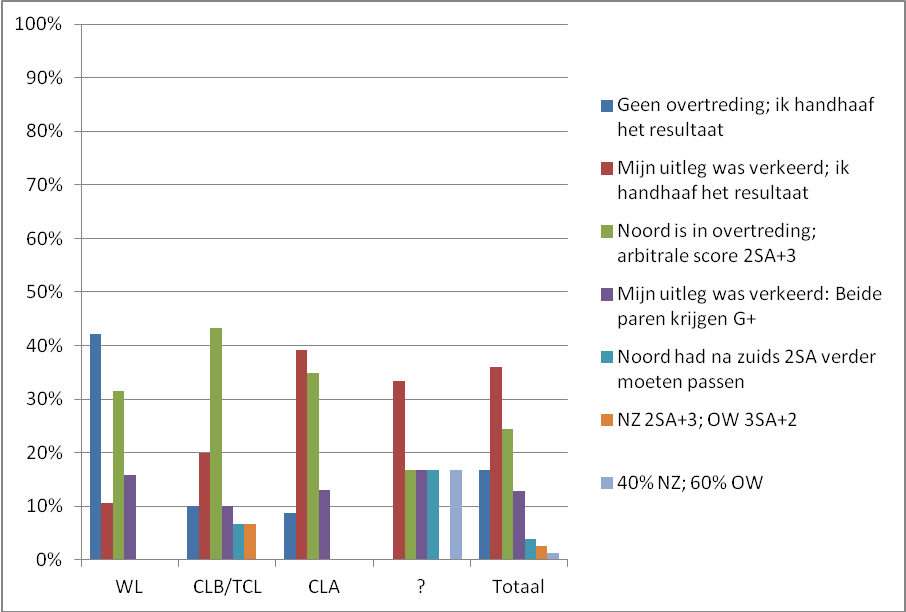 100%
90%
80%
70%
60%
50%
40%
30%
20%
10%
0%
WL
CLB/TCL
CLA
?
Totaal
Geen overtreding; ik handhaaf
het resultaat
Mijn uitleg was verkeerd; ik
handhaaf het resultaat
Noord is in overtreding;
arbitrale score 2SA+3
Mijn uitleg was verkeerd: Beide
paren krijgen G+
Noord had na zuids 2SA verder
moeten passen
NZ 2SA+3; OW 3SA+2
40% NZ; 60% OW